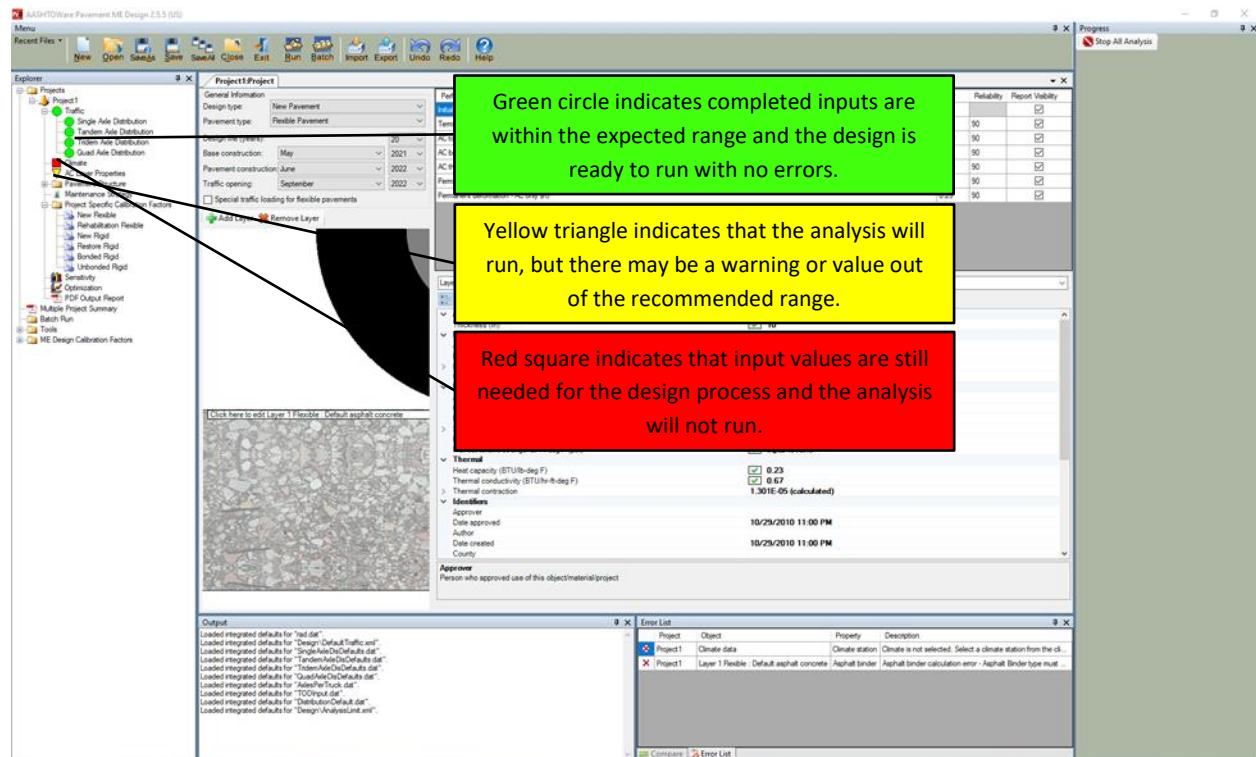 AASHTOWare Pavement ME Design 2.5.5 (US)
Menu
Recent Files
New Open SaveAs Save SaveAll Close Exit Run Batch Import Export Undo Redo Help
Progress
Stop All Analysis
Explorer
Projects
Project1
Traffic
Single Axle Distribution
Tandem Axle Distribution
Tridem Axle Distribution
Quad Axle Distribution
Climate
AC Layer Properties
Pavement Structure
Maintenance
Project Specific Calibration Factors
New Flexible
Rehabilitation Flexible
New Rigid
Restore Rigid
Bonded Rigid
Unbonded Rigid
Sensitivity
Optimization
PDF Output Report
Multiple Project Summary
Batch Run
Tools
ME Design Calibration Factors
Project1:Project
General Information
Design type: New Pavement
Pavement type: Flexible Pavement
Design life (years): 20
Base construction: May 2021
Pavement construction: June 2022
Traffic opening: September 2022
Special traffic loading for flexible pavements
Add Layer Remove Layer
Click here to edit Layer 1 Flexible : Default asphalt concrete
Reliability Report Visibility
90
90
90
90
90
Permanent deformation - AC only (in) 0.25 90
Green circle indicates completed inputs are
within the expected range and the design is
ready to run with no errors.
Yellow triangle indicates that the analysis will
run, but there may be a warning or value out
of the recommended range.
Red square indicates that input values are still
needed for the design process and the analysis
will not run.
Thickness (in) 10
Thermal
Heat capacity (BTU/lb-deg F) 0.23
Thermal conductivity (BTU/hr-ft-deg F) 0.67
Thermal contraction 1.301E-05 (calculated)
Identifiers
Approver
Date approved 10/29/2010 11:00 PM
Author
Date created 10/29/2010 11:00 PM
County
Approver
Person who approved use of this object/material/project
Output
Loaded integrated defaults for "rad.dat".
Loaded integrated defaults for "Design\DefaultTraffic.xml".
Loaded integrated defaults for "SingleAxleDisDefaults.dat".
Loaded integrated defaults for "TandemAxleDisDefaults.dat".
Loaded integrated defaults for "TridemAxleDisDefaults.dat".
Loaded integrated defaults for "QuadAxleDisDefaults.dat".
Loaded integrated defaults for "AxlesPerTruck.dat".
Loaded integrated defaults for "TODInput.dat".
Loaded integrated defaults for "DistributionDefault.dat".
Loaded integrated defaults for "Design\AnalysisLimit.xml".
Error List
Project Object Property Description
Project1 Climate data Climate station Climate is not selected. Select a climate station from the cli...
Project1 Layer 1 Flexible : Default asphalt concrete Asphalt binder Asphalt binder calculation error - Asphalt Binder type must ...
Compare Error List